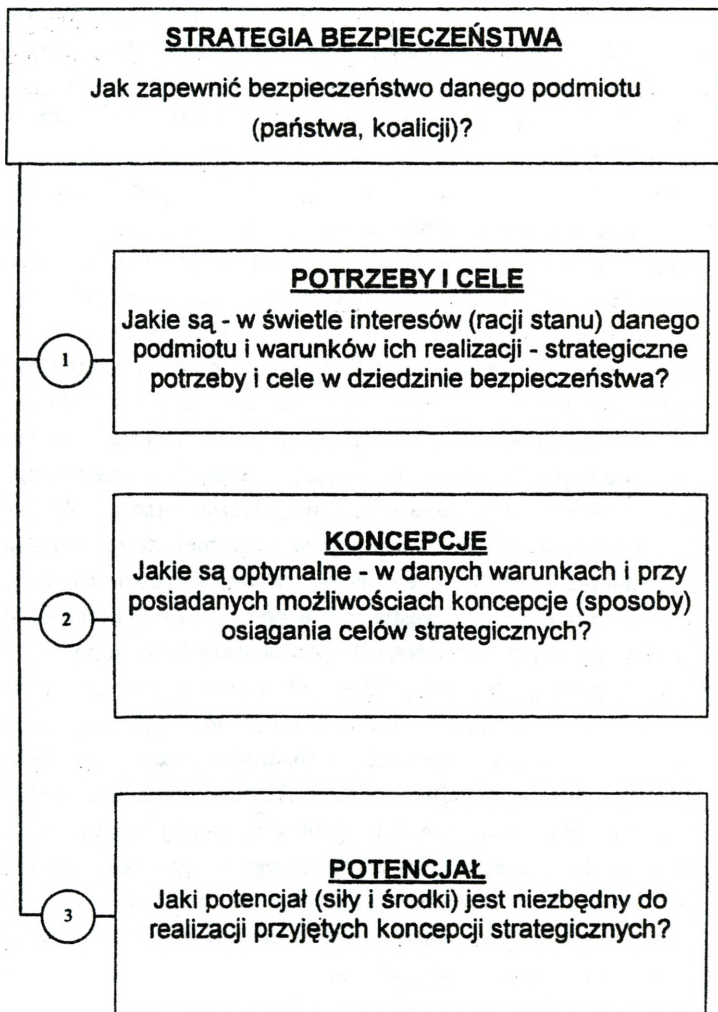 STRATEGIA BEZPIECZEŃSTWA
Jak zapewnić bezpieczeństwo danego podmiotu
(państwa, koalicji)?
POTRZEBY I CELE
Jakie są - w świetle interesów (racji stanu) danego
podmiotu i warunków ich realizacji - strategiczne
potrzeby i cele w dziedzinie bezpieczeństwa?
1
KONCEPCJE
Jakie są optymalne - w danych warunkach i przy
posiadanych możliwościach koncepcje (sposoby)
osiągania celów strategicznych?
2
POTENCJAŁ
Jaki potencjał (siły i środki) jest niezbędny do
realizacji przyjętych koncepcji strategicznych?
3